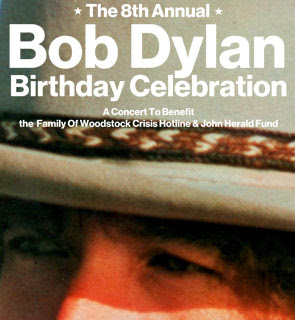 ★ The 8th Annual ★
Bob Dylan
Birthday Celebration
A Concert To Benefit
the Family Of Woodstock Crisis Hotline & John Herald Fund